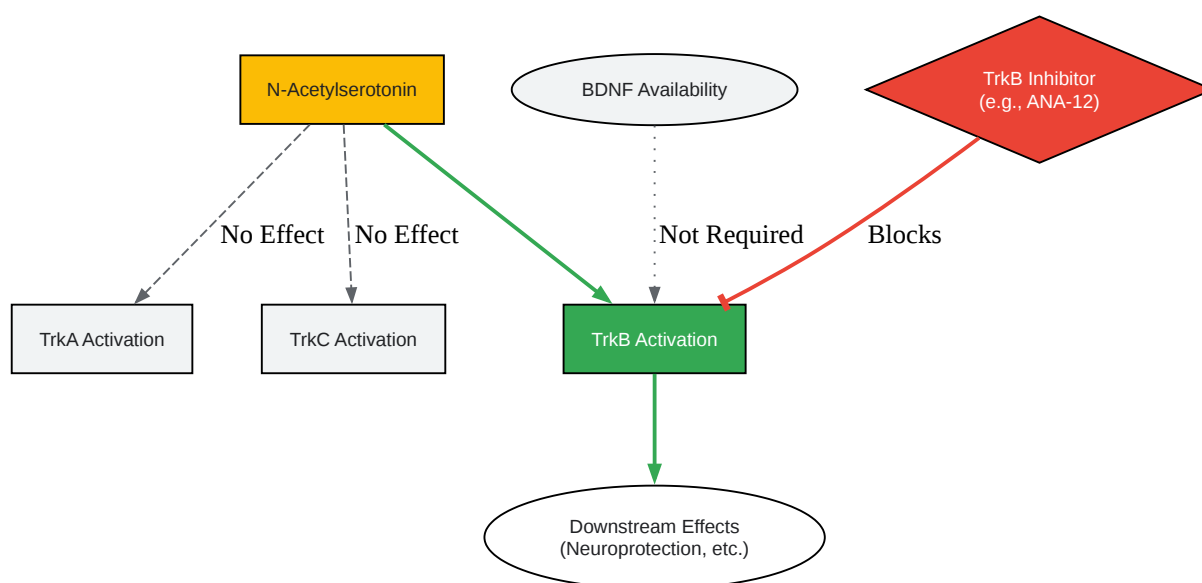 N-Acetylserotonin
BDNF Availability
TrkB Inhibitor
(e.g., ANA-12)
No Effect
No Effect
Not Required
Blocks
TrkA Activation
TrkC Activation
TrkB Activation
Downstream Effects
(Neuroprotection, etc.)